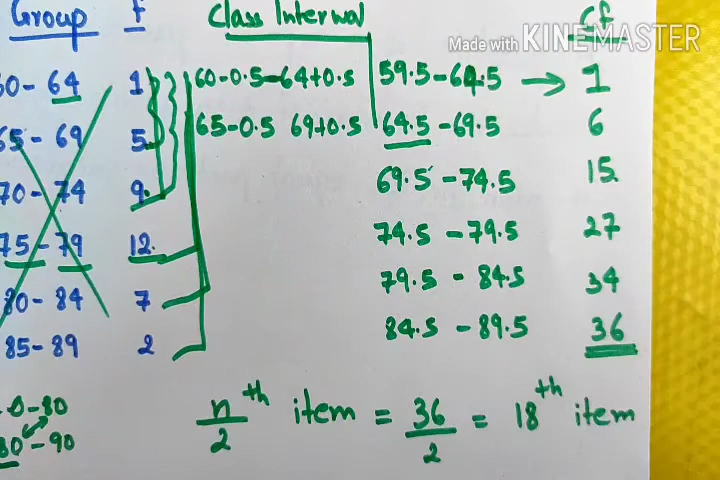 Group f Class Interval Cf
Made with KINEMASTER
60-64 1 60-0.5-64+0.5 59.5-64.5 → 1
65-69 5 65-0.5 69+0.5 64.5-69.5 6
70-74 9 69.5-74.5 15
75-79 12 74.5-79.5 27
80-84 7 79.5-84.5 34
85-89 2 84.5-89.5 36
0-80
80-90
n/2 th item = 36/2 = 18th item